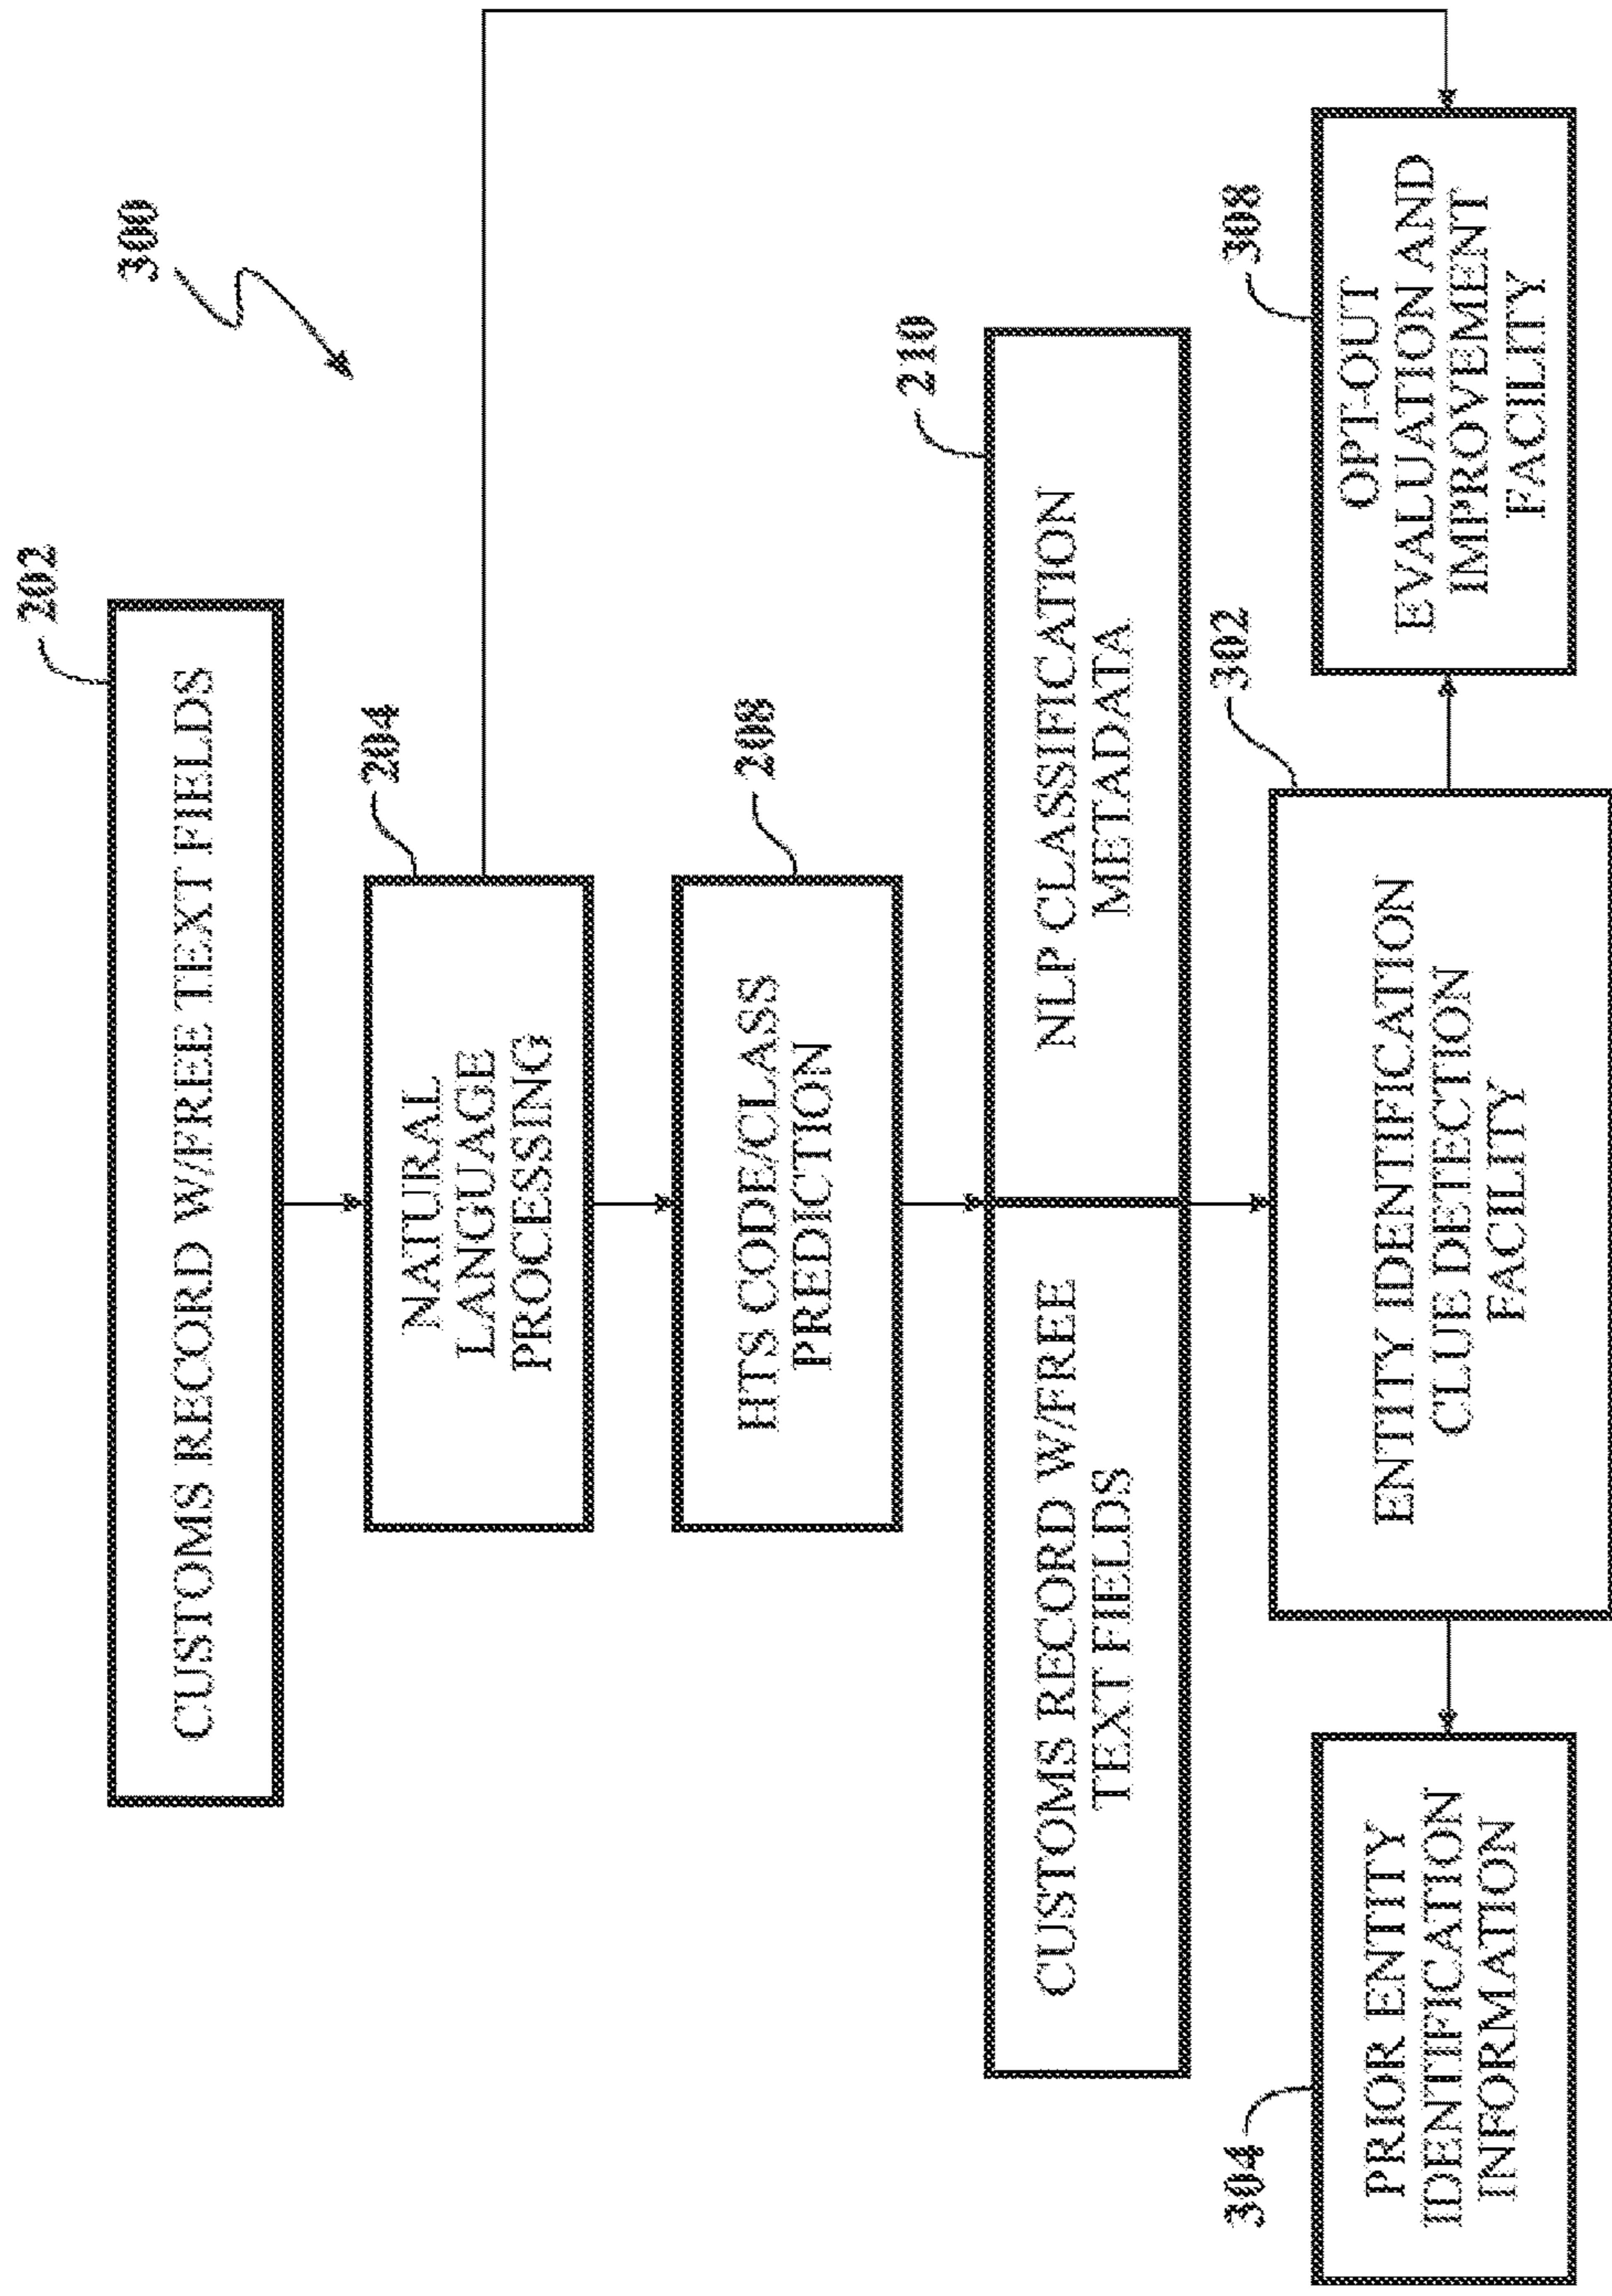 300
202
CUSTOMS RECORD W/FREE TEXT FIELDS
204
NATURAL
LANGUAGE
PROCESSING
208
HTS CODE/CLASS
PREDICTION
210
CUSTOMS RECORD W/FREE
TEXT FIELDS
NLP CLASSIFICATION
METADATA
304
PRIOR ENTITY
IDENTIFICATION
INFORMATION
302
ENTITY IDENTIFICATION
CLUE DETECTION
FACILITY
308
OPT-OUT
EVALUATION AND
IMPROVEMENT
FACILITY